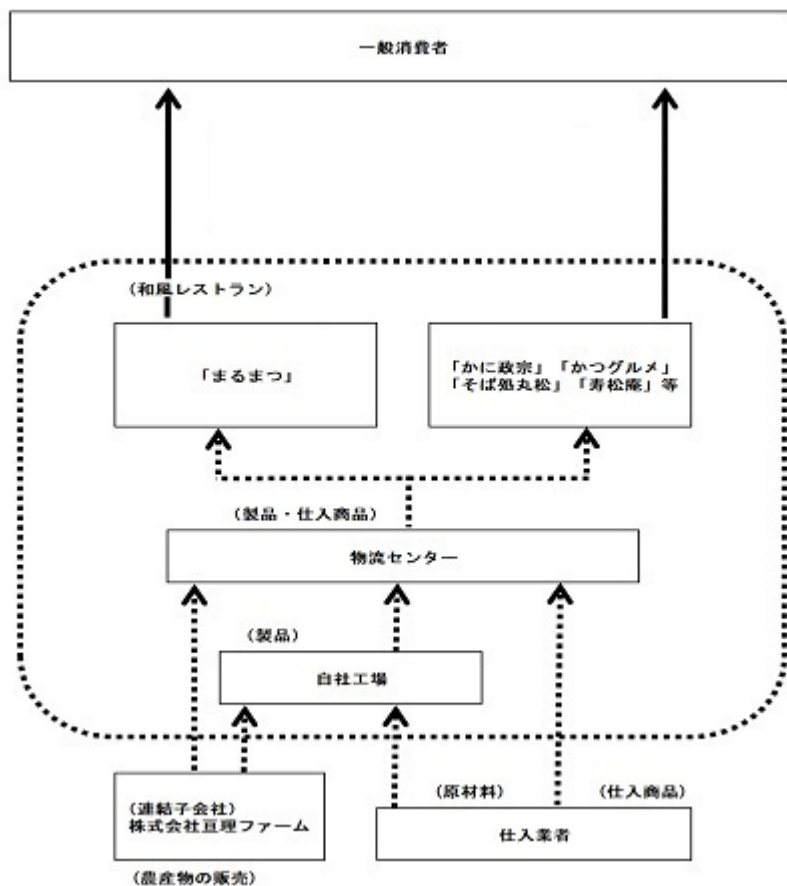 一般消費者
(和風レストラン)
「まるまつ」
「かに政宗」「かつグルメ」
「そば処丸松」「寿松庵」等
(製品・仕入商品)
物流センター
(製品)
自社工場
(連結子会社)
株式会社亘理ファーム
(農産物の販売)
(原材料)
(仕入商品)
仕入業者